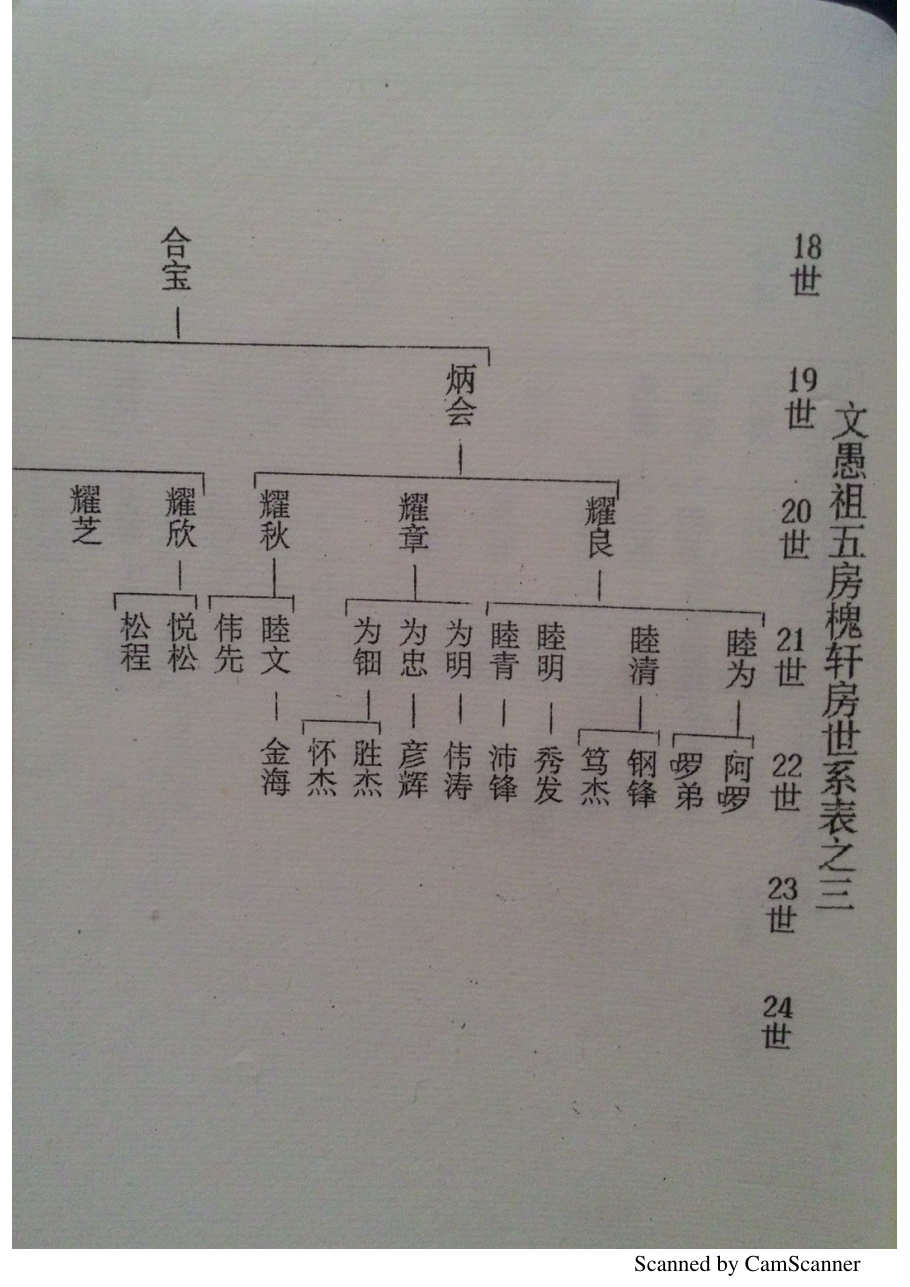 文愚祖五房槐轩房世系表之三
18世
19世
20世
21世
22世
23世
24世
合宝
炳会
耀良
耀章
耀秋
耀欣
耀芝
睦为
睦清
睦明
睦青
为明
为忠
为钿
睦文
伟先
悦松
松程
阿啰
啰弟
钢锋
笃杰
秀发
沛锋
伟涛
彦辉
胜杰
怀杰
金海
Scanned by CamScanner